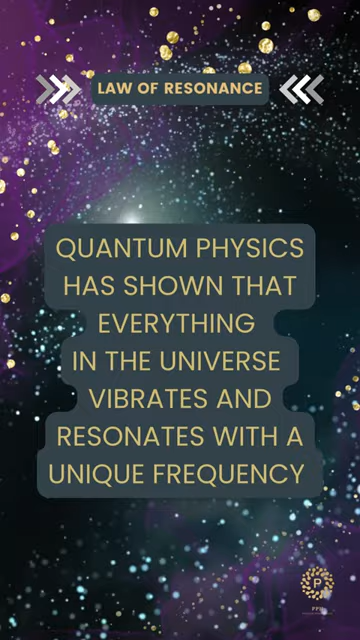 LAW OF RESONANCE
QUANTUM PHYSICS
HAS SHOWN THAT
EVERYTHING
IN THE UNIVERSE
VIBRATES AND
RESONATES WITH A
UNIQUE FREQUENCY
P